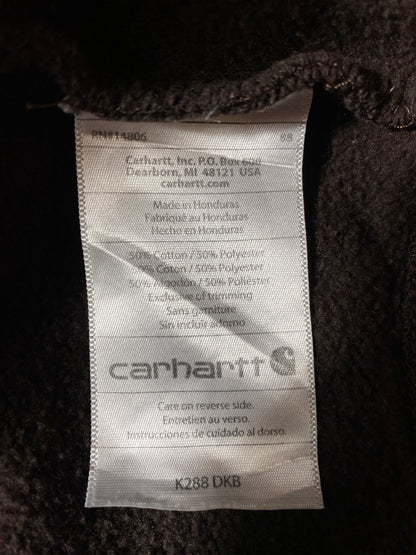 RN#14806 88
Carhartt, Inc. P.O. Box 600
Dearborn, MI 48121 USA
carhartt.com
Made in Honduras
Fabriqué au Honduras
Hecho en Honduras
50% Cotton / 50% Polyester
50% Coton / 50% Polyester
50% Algodón / 50% Poliéster
Exclusive of trimming
Sans garniture
Sin incluir adorno
carhartt
Care on reverse side.
Entretien au verso.
Instrucciones de cuidado al dorso.
K288 DKB